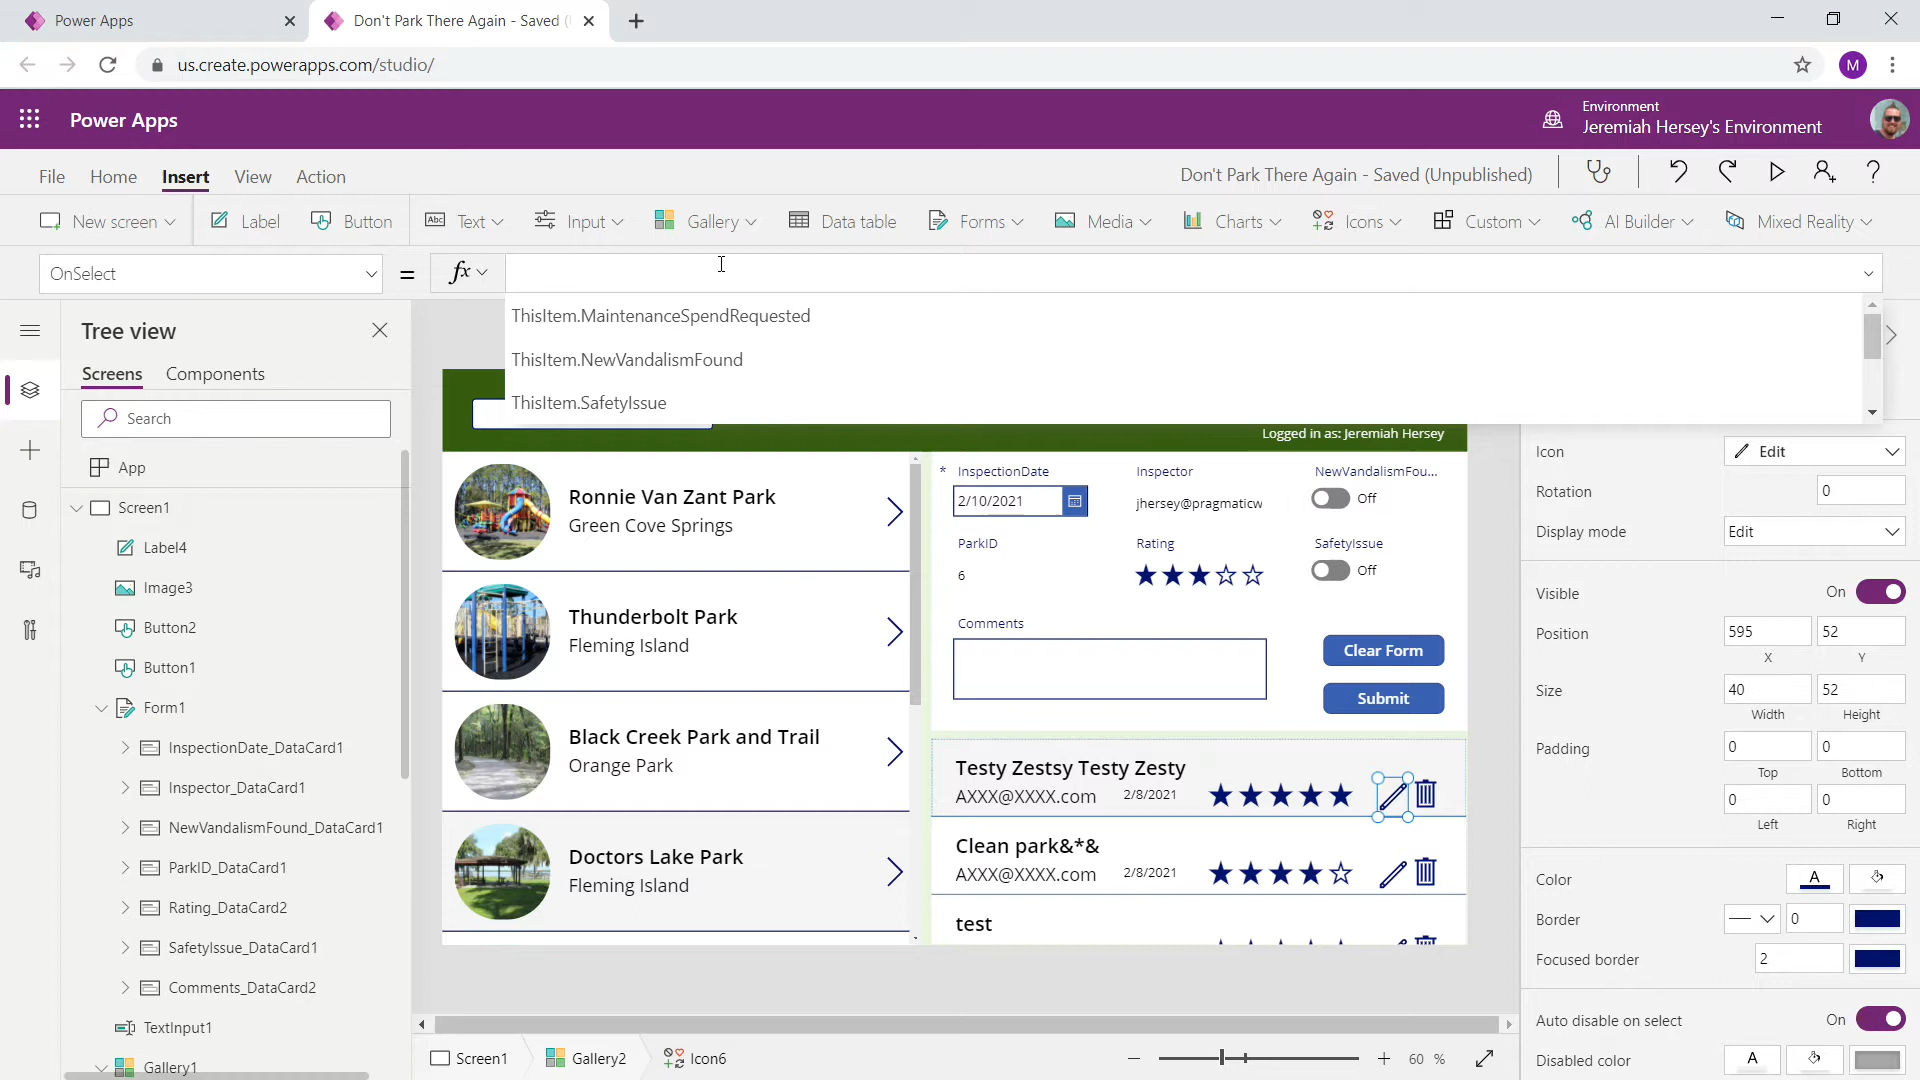 Power Apps
Don't Park There Again - Saved (
us.create.powerapps.com/studio/
M
Power Apps
Environment
Jeremiah Hersey's Environment
File
Home
Insert
View
Action
Don't Park There Again - Saved (Unpublished)
New screen
Label
Button
Abc Text
Input
Gallery
Data table
Forms
Media
Charts
Icons
Custom
AI Builder
Mixed Reality
OnSelect
=
fx
ThisItem.MaintenanceSpendRequested
ThisItem.NewVandalismFound
ThisItem.SafetyIssue
Tree view
Screens
Components
Search
App
Screen1
Label4
Image3
Button2
Button1
Form1
InspectionDate_DataCard1
Inspector_DataCard1
NewVandalismFound_DataCard1
ParkID_DataCard1
Rating_DataCard2
SafetyIssue_DataCard1
Comments_DataCard2
TextInput1
Gallery1
Logged in as: Jeremiah Hersey
Ronnie Van Zant Park
Green Cove Springs
Thunderbolt Park
Fleming Island
Black Creek Park and Trail
Orange Park
Doctors Lake Park
Fleming Island
* InspectionDate
Inspector
NewVandalismFou...
2/10/2021
jhersey@pragmaticw
Off
ParkID
Rating
SafetyIssue
6
Off
Comments
Clear Form
Submit
Testy Zestsy Testy Zesty
AXXX@XXXX.com
2/8/2021
Clean park&*&
AXXX@XXXX.com
2/8/2021
test
Icon
Edit
Rotation
0
Display mode
Edit
Visible
On
Position
595
52
X
Y
Size
40
52
Width
Height
Padding
0
0
Top
Bottom
0
0
Left
Right
Color
A
Border
0
Focused border
2
Auto disable on select
On
Disabled color
A
Screen1
Gallery2
Icon6
60 %